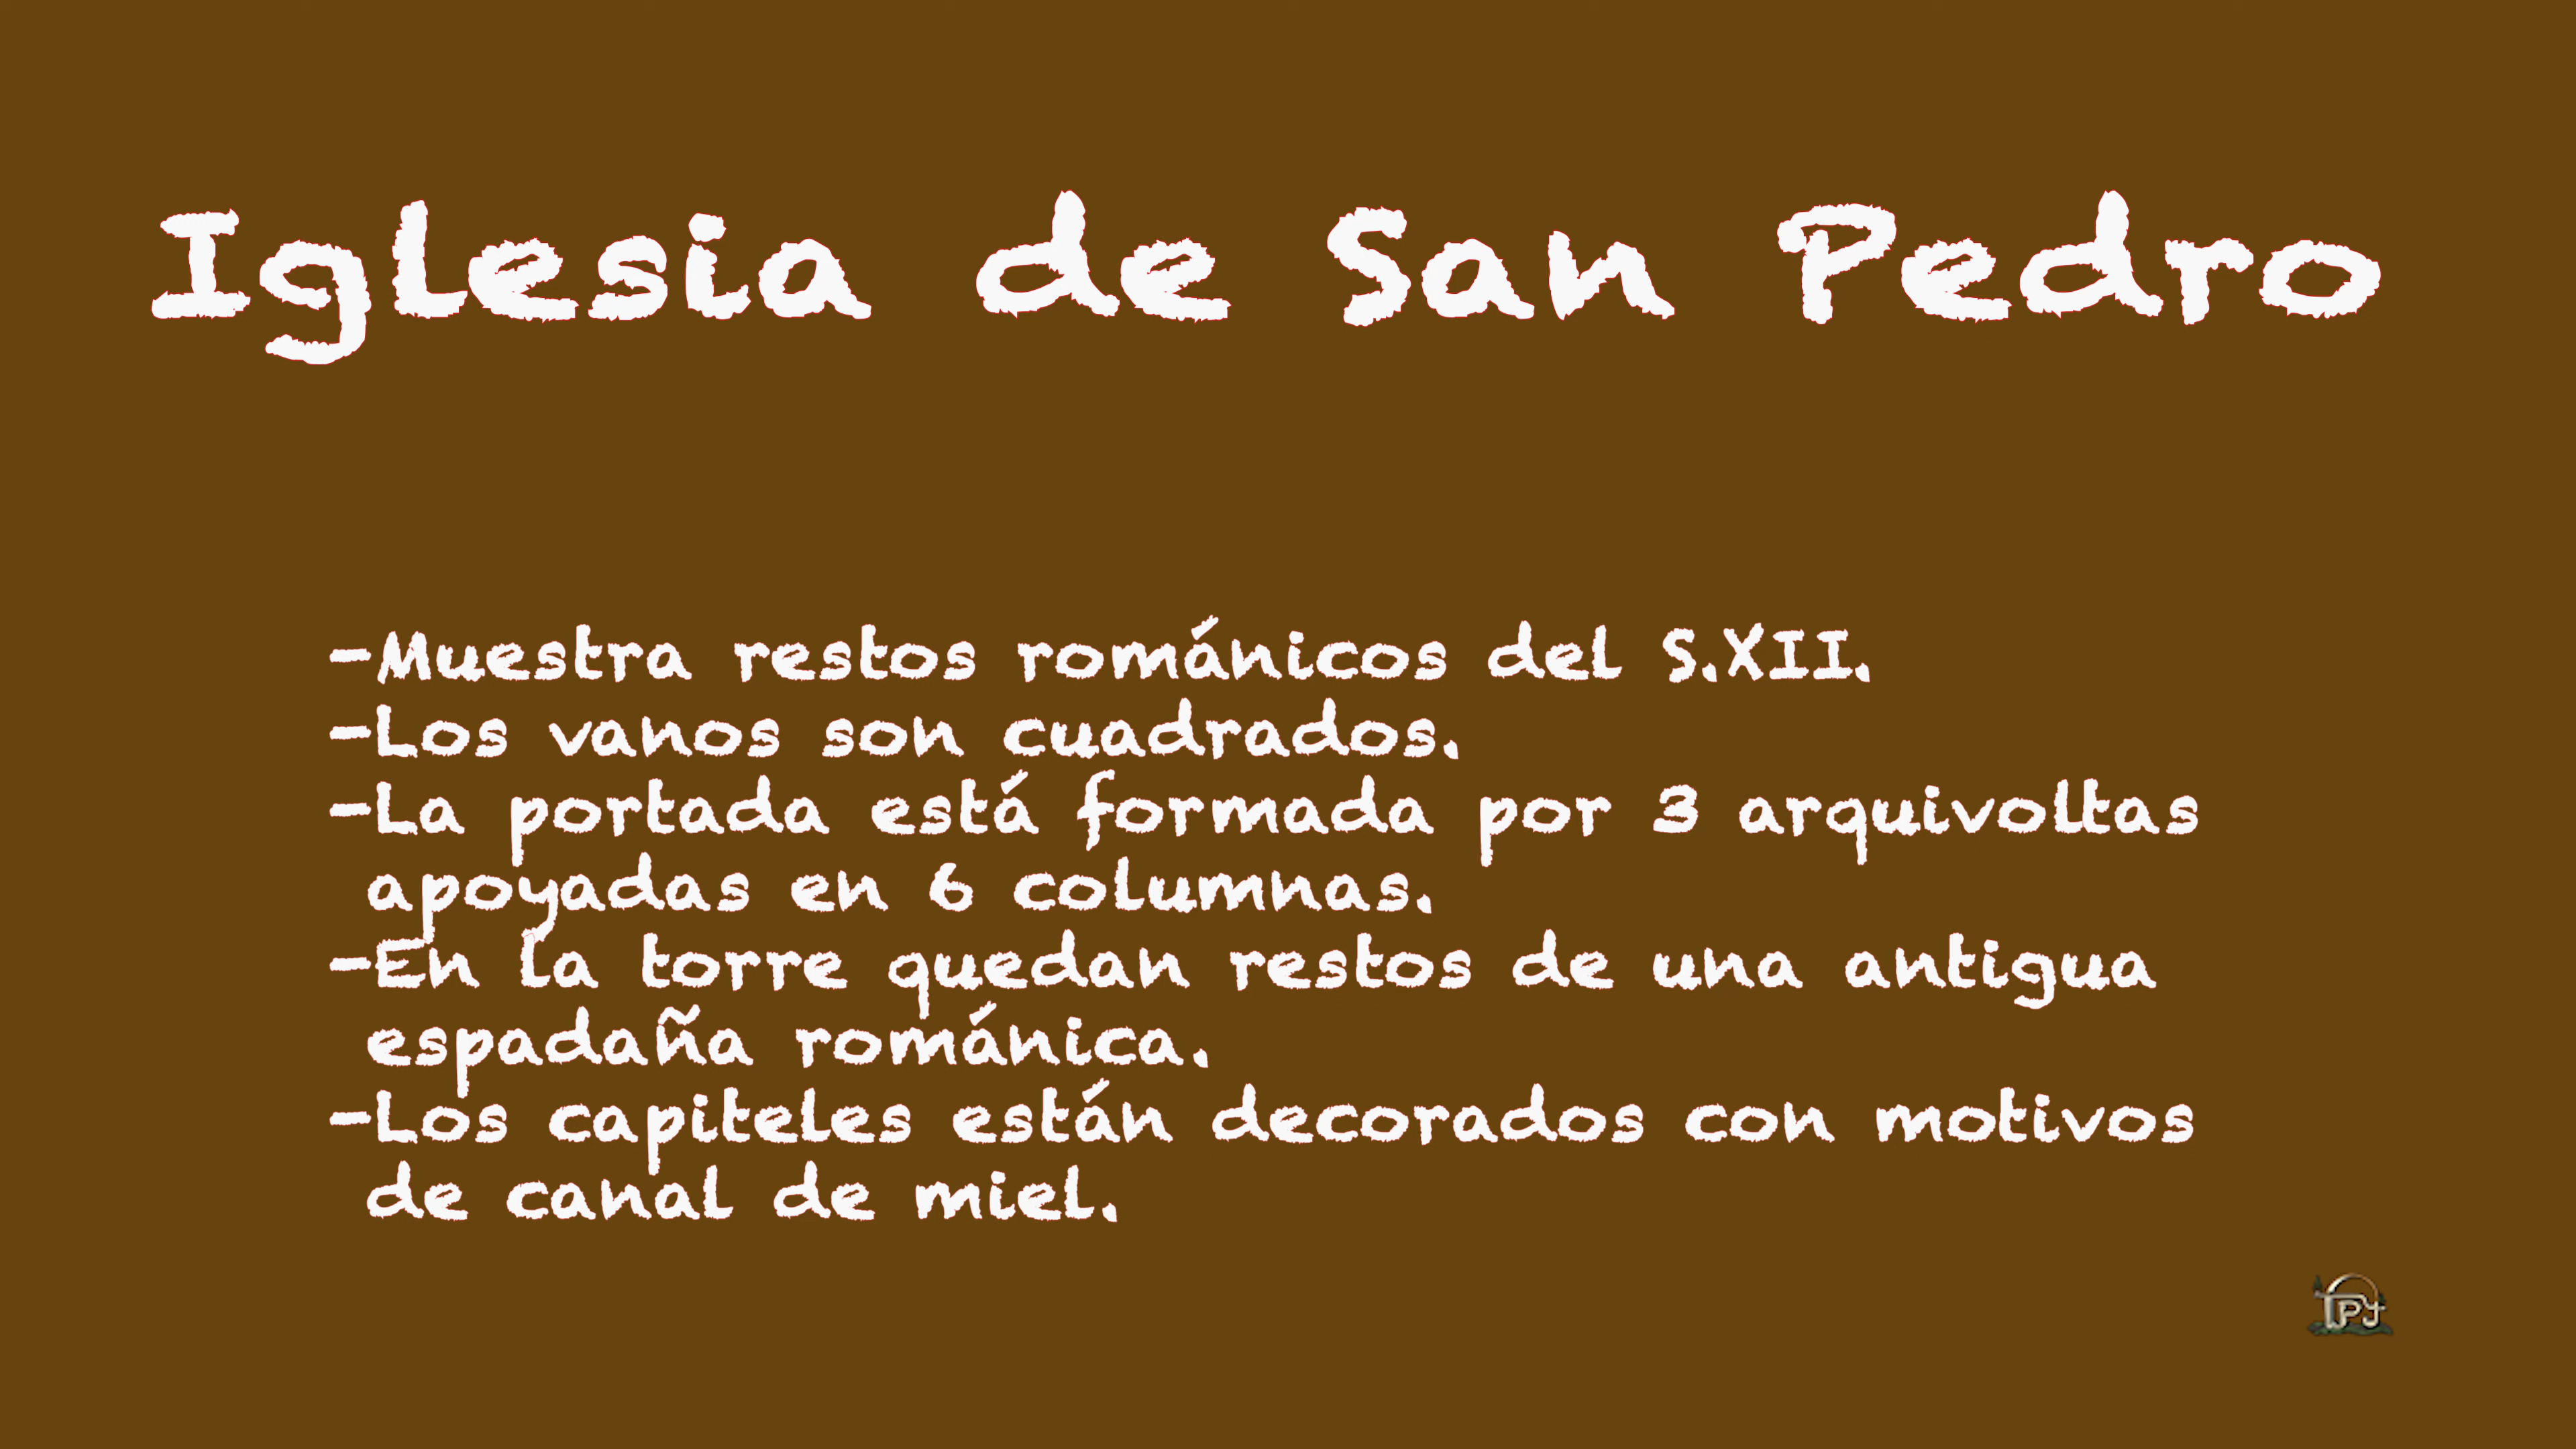 Iglesia de San Pedro
-Muestra restos románicos del S.XII.
-Los vanos son cuadrados.
-La portada está formada por 3 arquivoltas
apoyadas en 6 columnas.
-En la torre quedan restos de una antigua
espadaña románica.
-Los capiteles están decorados con motivos
de canal de miel.